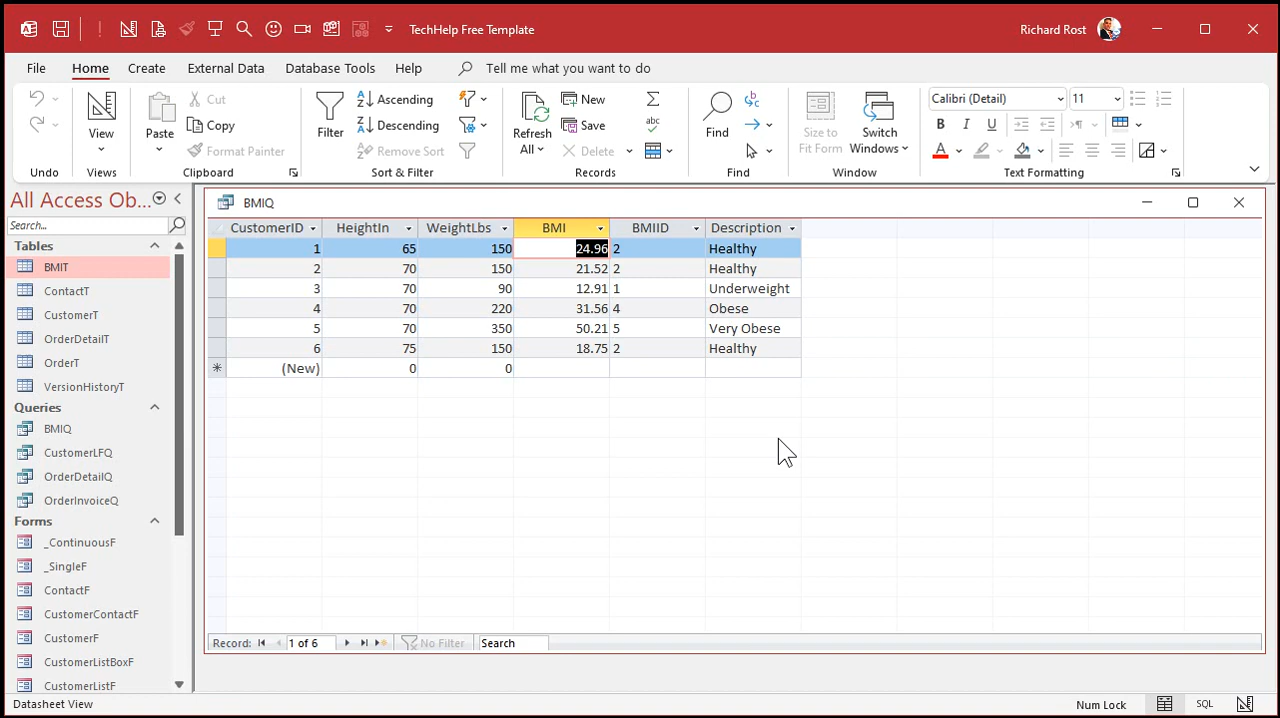 TechHelp Free Template
Richard Rost
File Home Create External Data Database Tools Help Tell me what you want to do
View
Views
Undo
Paste
Cut
Copy
Format Painter
Clipboard
Filter
Ascending
Descending
Remove Sort
Sort & Filter
Refresh
All
New
Save
Delete
Records
Find
Find
Size to
Fit Form
Switch
Windows
Window
Calibri (Detail) 11
B I U
Text Formatting
All Access Ob...
Search...
Tables
BMIT
ContactT
CustomerT
OrderDetailT
OrderT
VersionHistoryT
Queries
BMIQ
CustomerLFQ
OrderDetailQ
OrderInvoiceQ
Forms
_ContinuousF
_SingleF
ContactF
CustomerContactF
CustomerF
CustomerListBoxF
CustomerListF
BMIQ
CustomerID HeightIn WeightLbs BMI BMIID Description
1 65 150 24.96 2 Healthy
2 70 150 21.52 2 Healthy
3 70 90 12.91 1 Underweight
4 70 220 31.56 4 Obese
5 70 350 50.21 5 Very Obese
6 75 150 18.75 2 Healthy
* (New) 0 0
Record: 1 of 6 No Filter Search
Datasheet View
Num Lock SQL